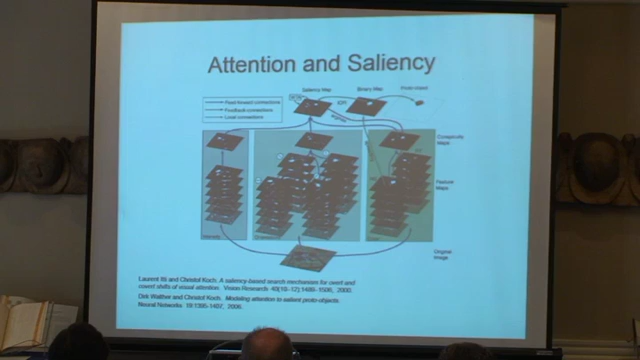 Attention and Saliency
Saliency Map
Binary Map
Feed-forward connections
Feedback connections
Local connections
Conspicuity
Maps
Feature
Maps
Original
Image
Laurent Itti and Christof Koch. A saliency-based search mechanism for overt and
covert shifts of visual attention. Vision Research 40(10-12):1489-1506, 2000.
Dirk Walther and Christof Koch. Modeling attention to salient proto-objects.
Neural Networks 19:1395-1407, 2006.